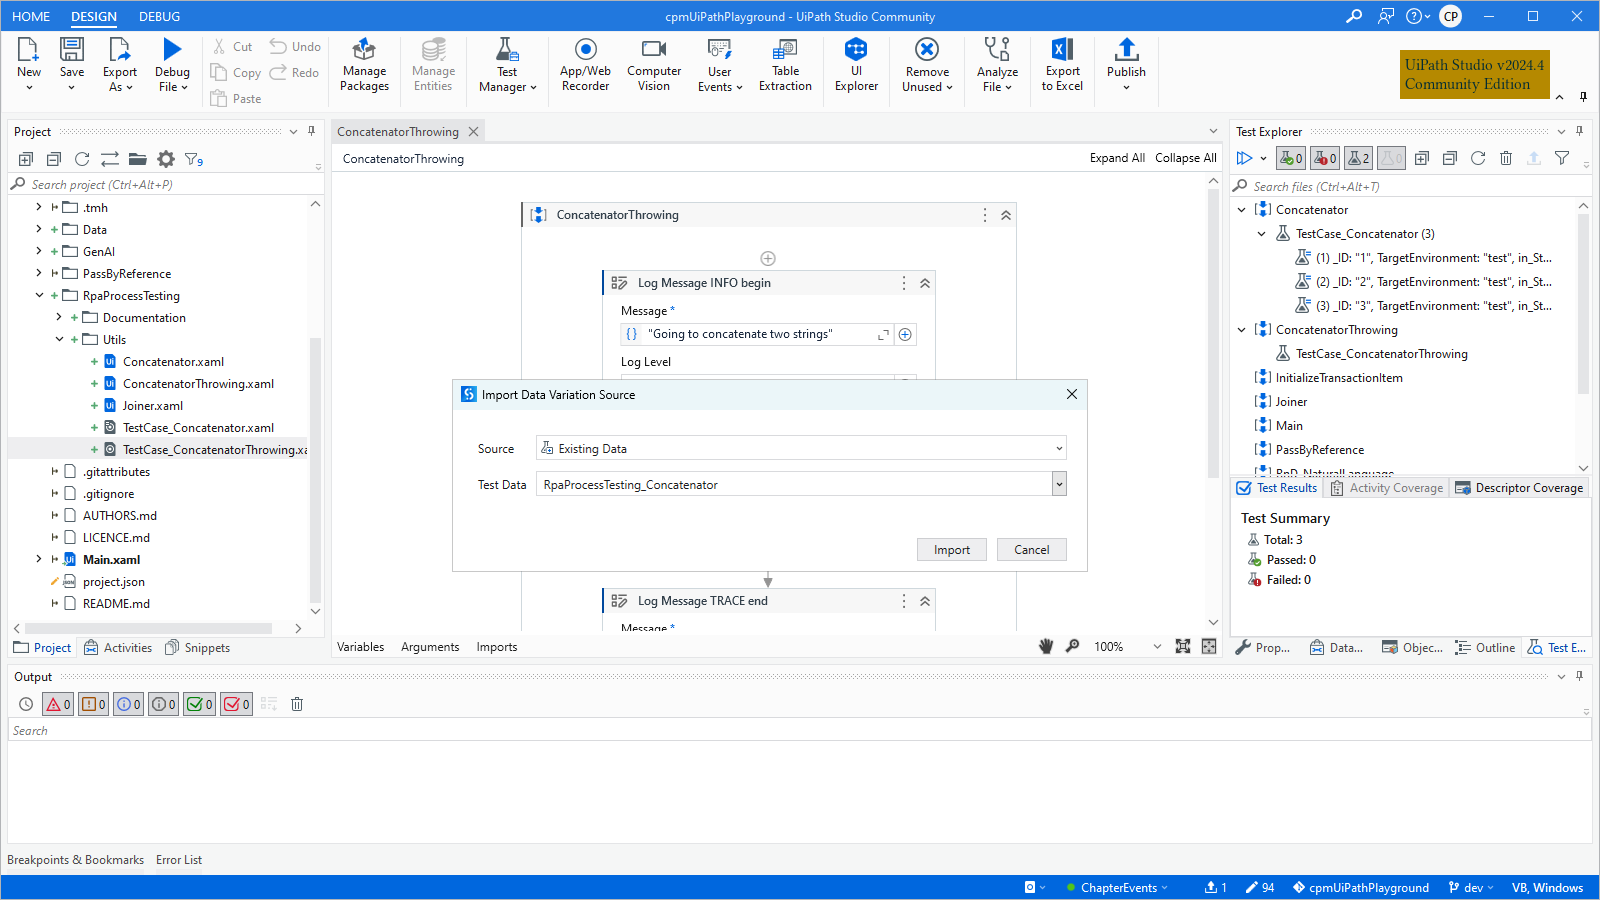 HOME DESIGN DEBUG
cpmUiPathPlayground - UiPath Studio Community
CP
New
Save
Export As
Debug File
Cut
Copy
Paste
Undo
Redo
Manage Packages
Manage Entities
Test Manager
App/Web Recorder
Computer Vision
User Events
Table Extraction
UI Explorer
Remove Unused
Analyze File
Export to Excel
Publish
UiPath Studio v2024.4
Community Edition
Project
9
Search project (Ctrl+Alt+P)
.tmh
Data
GenAI
PassByReference
RpaProcessTesting
Documentation
Utils
Concatenator.xaml
ConcatenatorThrowing.xaml
Joiner.xaml
TestCase_Concatenator.xaml
TestCase_ConcatenatorThrowing.xa
.gitattributes
.gitignore
AUTHORS.md
LICENCE.md
Main.xaml
project.json
README.md
Project Activities Snippets
ConcatenatorThrowing
ConcatenatorThrowing
Expand All Collapse All
ConcatenatorThrowing
Log Message INFO begin
Message *
"Going to concatenate two strings"
Log Level
Import Data Variation Source
Source Existing Data
Test Data RpaProcessTesting_Concatenator
Import Cancel
Log Message TRACE end
Message *
Variables Arguments Imports
100%
Test Explorer
0 0 2 0
Search files (Ctrl+Alt+T)
Concatenator
TestCase_Concatenator (3)
(1) _ID: "1", TargetEnvironment: "test", in_St...
(2) _ID: "2", TargetEnvironment: "test", in_St...
(3) _ID: "3", TargetEnvironment: "test", in_St...
ConcatenatorThrowing
TestCase_ConcatenatorThrowing
InitializeTransactionItem
Joiner
Main
PassByReference
RnD_NaturalLanguage
Test Results Activity Coverage Descriptor Coverage
Test Summary
Total: 3
Passed: 0
Failed: 0
Prop... Data... Objec... Outline Test E...
Output
0 0 0 0 0 0
Search
Breakpoints & Bookmarks Error List
ChapterEvents 1 94 cpmUiPathPlayground dev VB, Windows